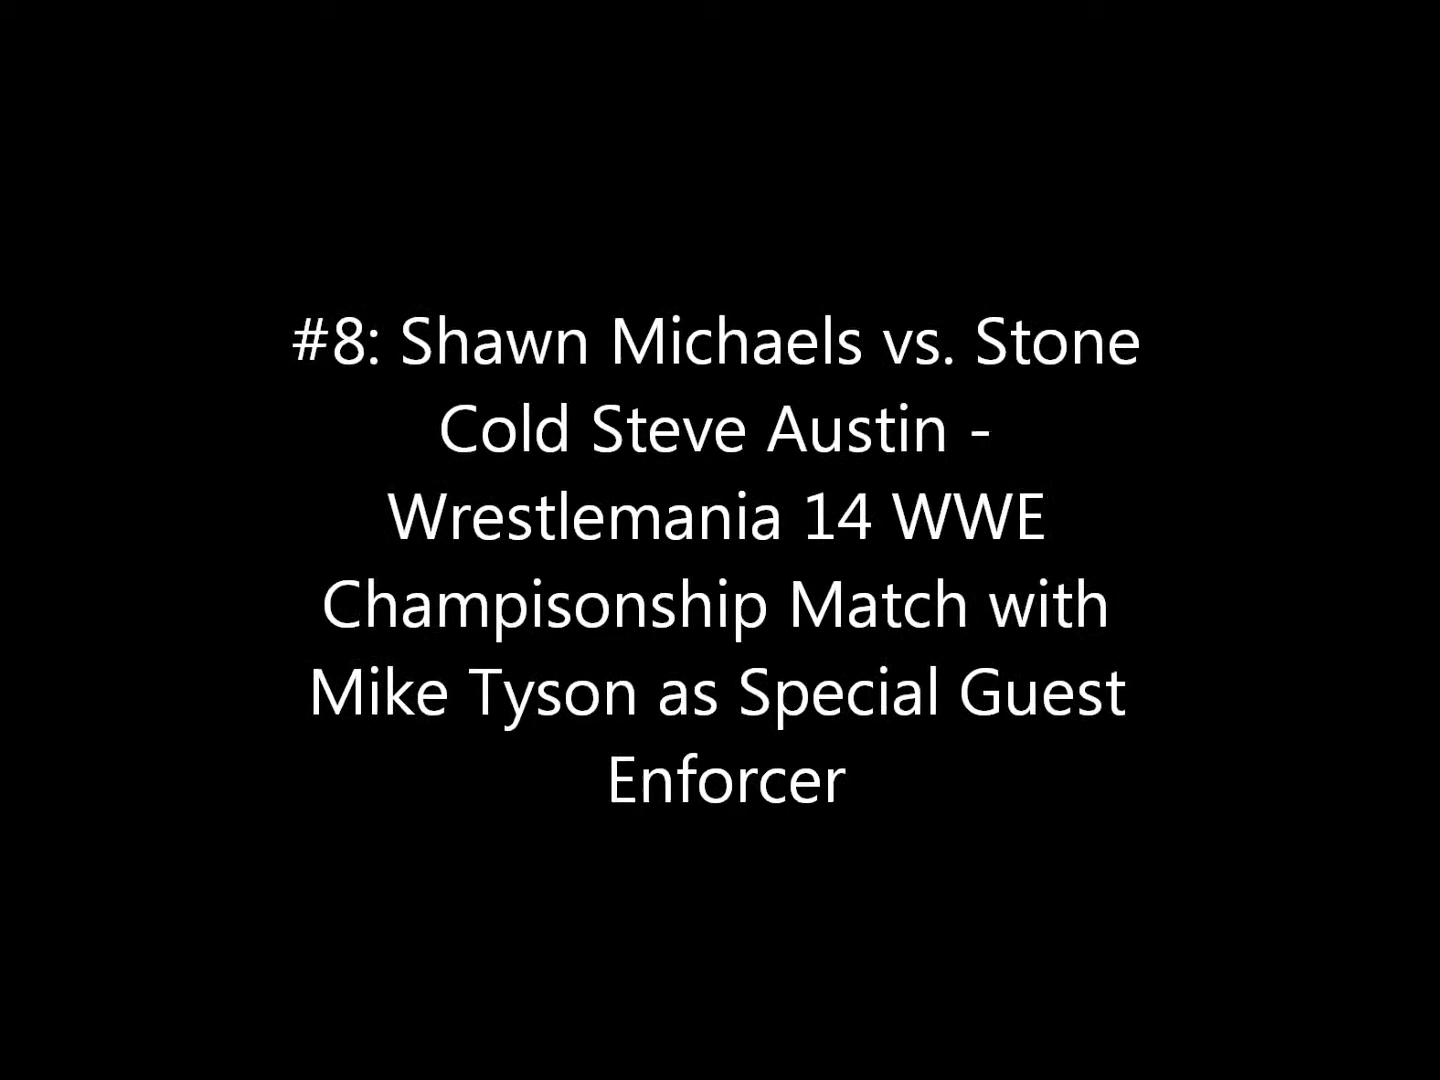 #8: Shawn Michaels vs. Stone
Cold Steve Austin -
Wrestlemania 14 WWE
Champisonship Match with
Mike Tyson as Special Guest
Enforcer